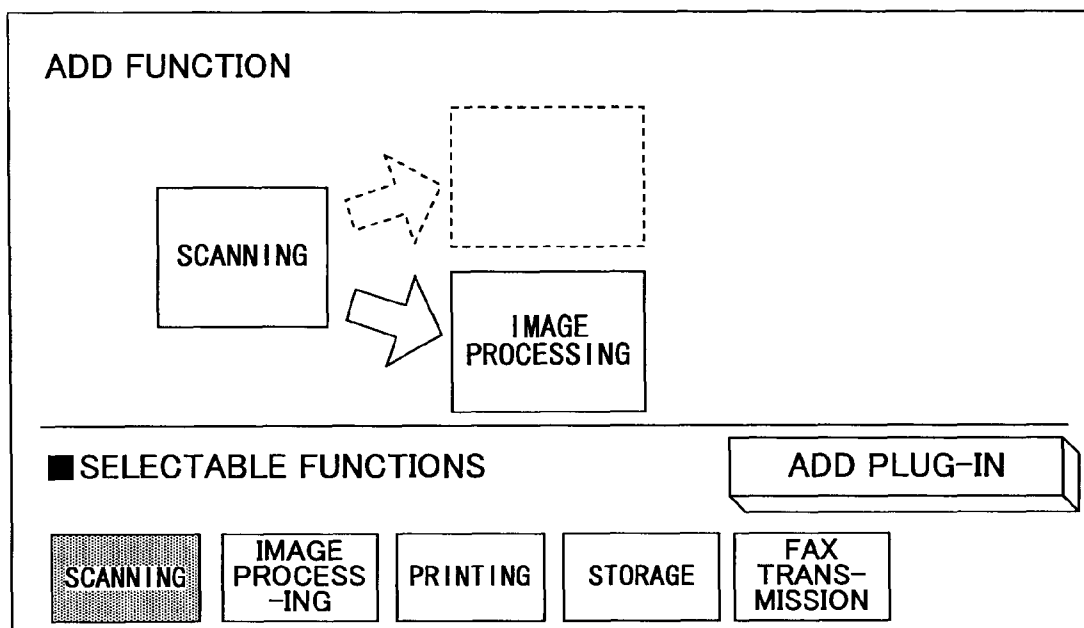 ADD FUNCTION
SCANNING
IMAGE
PROCESSING
■SELECTABLE FUNCTIONS
ADD PLUG-IN
SCANNING
IMAGE
PROCESS
-ING
PRINTING
STORAGE
FAX
TRANS-
MISSION